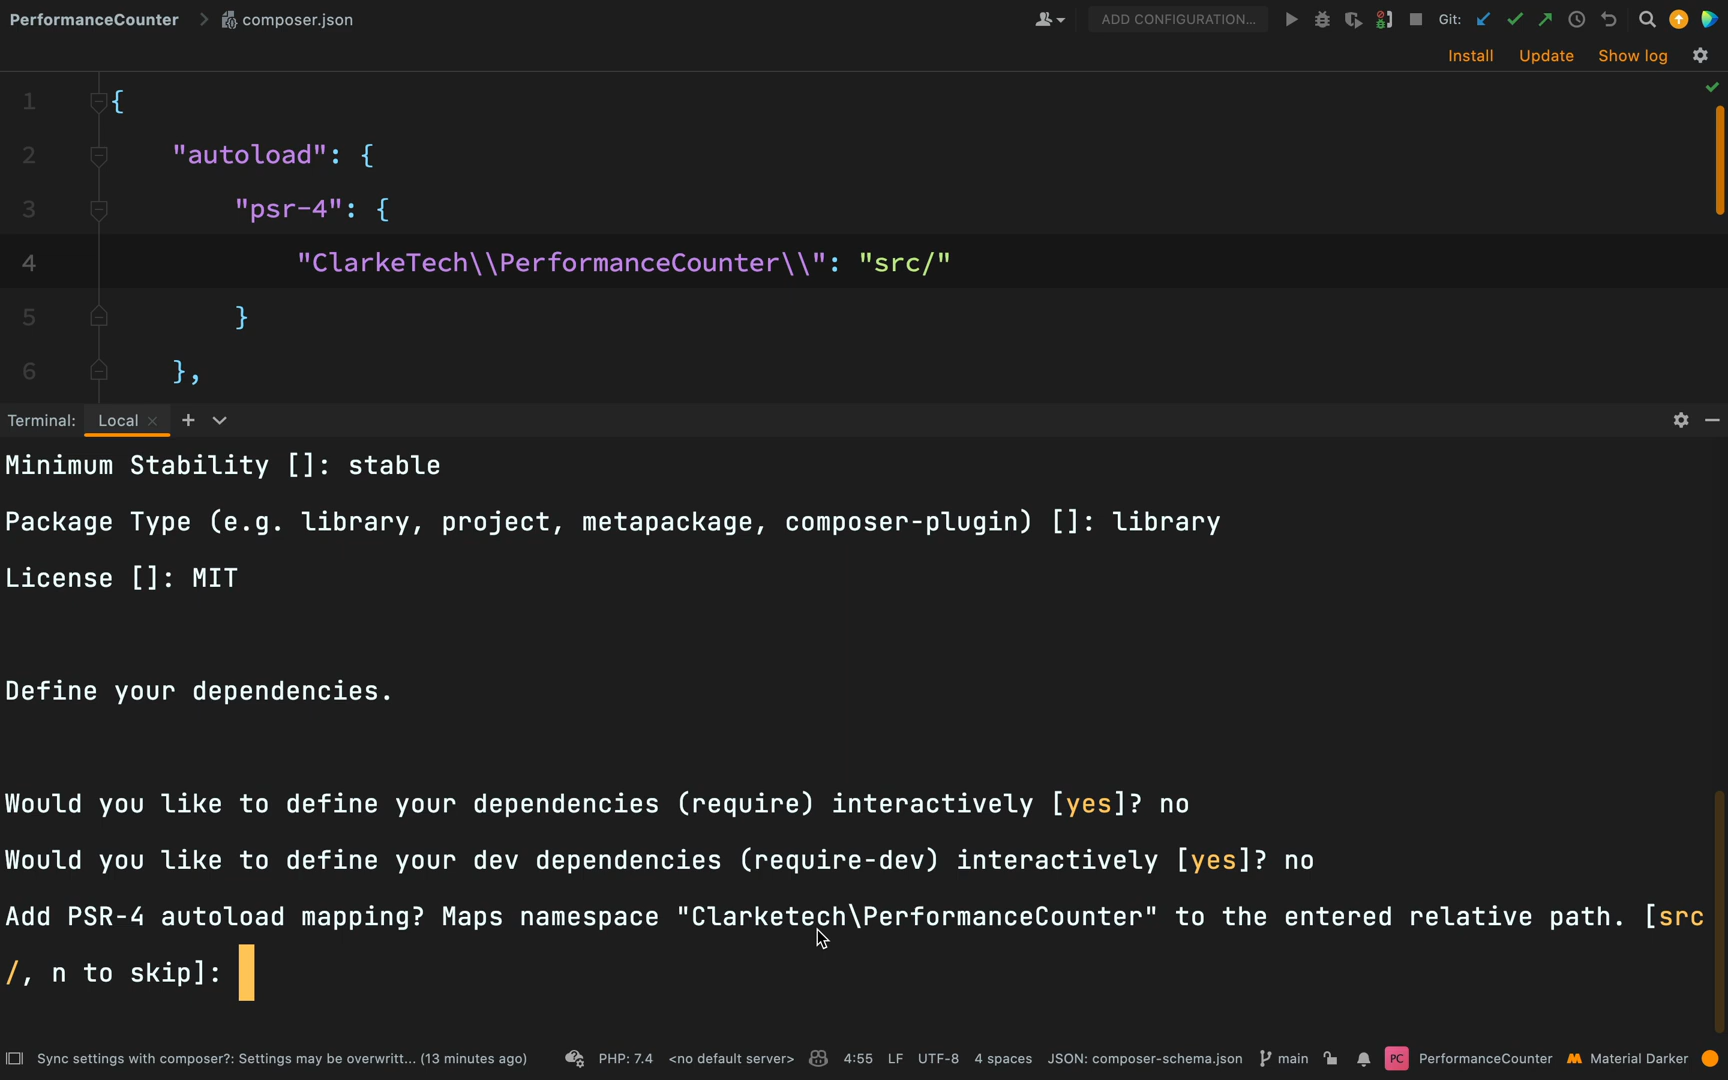 PerformanceCounter composer.json ADD CONFIGURATION... Git:
Install Update Show log
1 {
2 "autoload": {
3 "psr-4": {
4 "ClarkeTech\\PerformanceCounter\\": "src/"
5 }
6 },
Terminal: Local
Minimum Stability []: stable
Package Type (e.g. library, project, metapackage, composer-plugin) []: library
License []: MIT
Define your dependencies.
Would you like to define your dependencies (require) interactively [yes]? no
Would you like to define your dev dependencies (require-dev) interactively [yes]? no
Add PSR-4 autoload mapping? Maps namespace "Clarketech\PerformanceCounter" to the entered relative path. [src
/, n to skip]:
Sync settings with composer?: Settings may be overwritt... (13 minutes ago) PHP: 7.4 <no default server> 4:55 LF UTF-8 4 spaces JSON: composer-schema.json main PC PerformanceCounter Material Darker